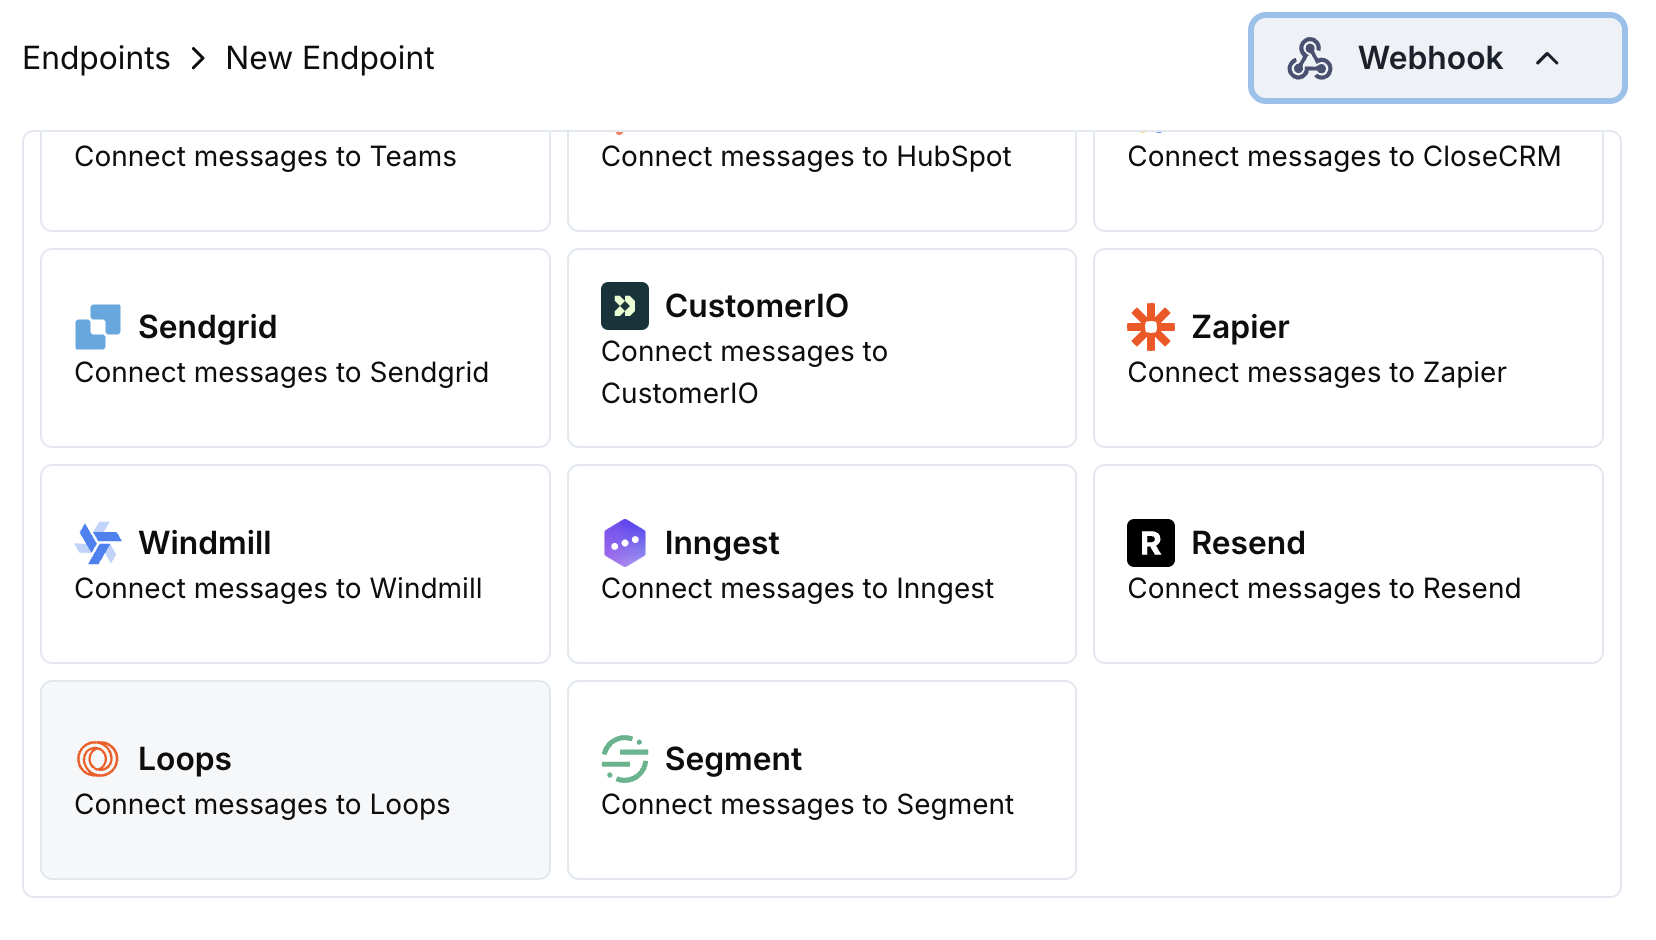 Endpoints > New Endpoint
Webhook
Connect messages to Teams
Connect messages to HubSpot
Connect messages to CloseCRM
Sendgrid
Connect messages to Sendgrid
CustomerIO
Connect messages to
CustomerIO
Zapier
Connect messages to Zapier
Windmill
Connect messages to Windmill
Inngest
Connect messages to Inngest
R
Resend
Connect messages to Resend
Loops
Connect messages to Loops
Segment
Connect messages to Segment